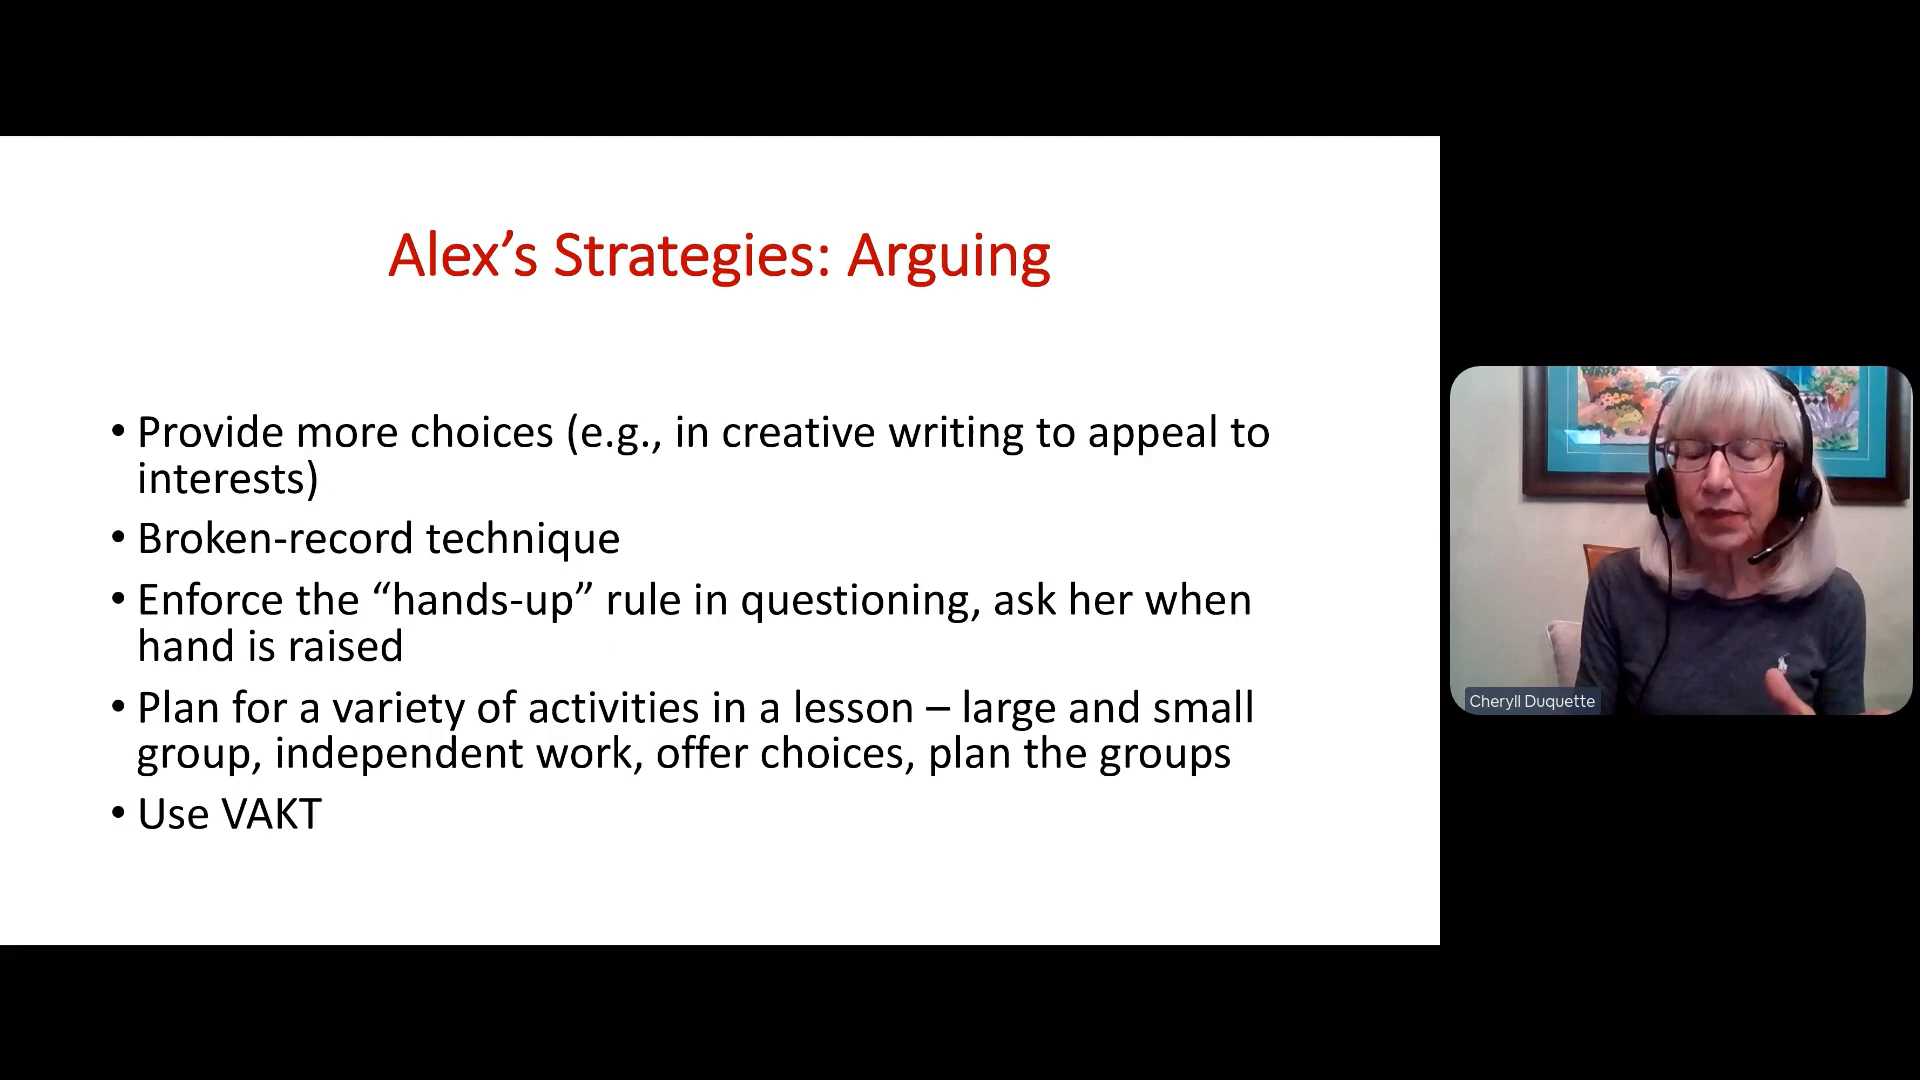 Alex’s Strategies: Arguing
• Provide more choices (e.g., in creative writing to appeal to
interests)
• Broken-record technique
• Enforce the “hands-up” rule in questioning, ask her when
hand is raised
• Plan for a variety of activities in a lesson – large and small
group, independent work, offer choices, plan the groups
• Use VAKT
Cheryll Duquette